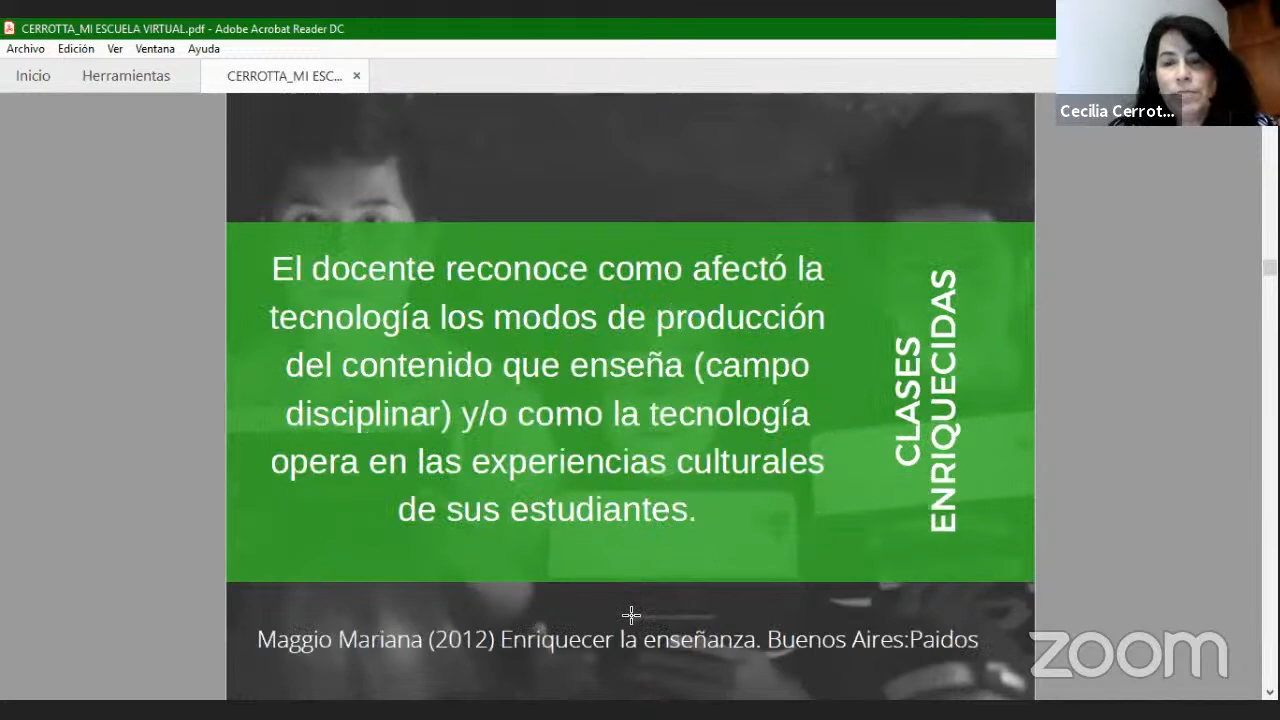 CERROTTA_MI ESCUELA VIRTUAL.pdf - Adobe Acrobat Reader DC
Archivo Edición Ver Ventana Ayuda
Inicio Herramientas CERROTTA_MI ESC... ×
Cecilia Cerrot...
El docente reconoce como afectó la
tecnología los modos de producción
del contenido que enseña (campo
disciplinar) y/o como la tecnología
opera en las experiencias culturales
de sus estudiantes.
CLASES
ENRIQUECIDAS
Maggio Mariana (2012) Enriquecer la enseñanza. Buenos Aires:Paidos
zoom